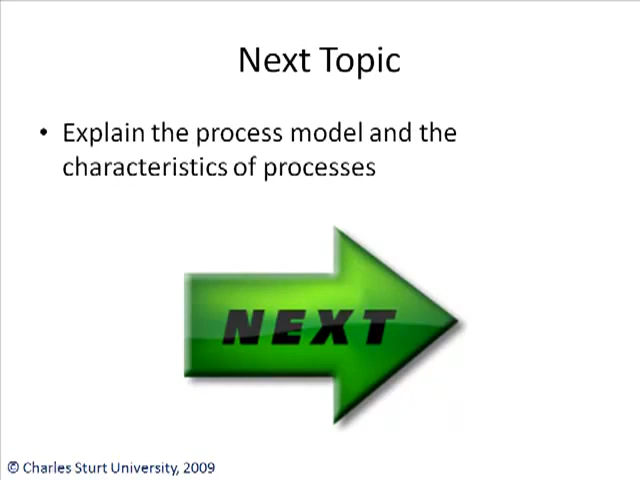 Next Topic
• Explain the process model and the
characteristics of processes
NEXT
© Charles Sturt University, 2009